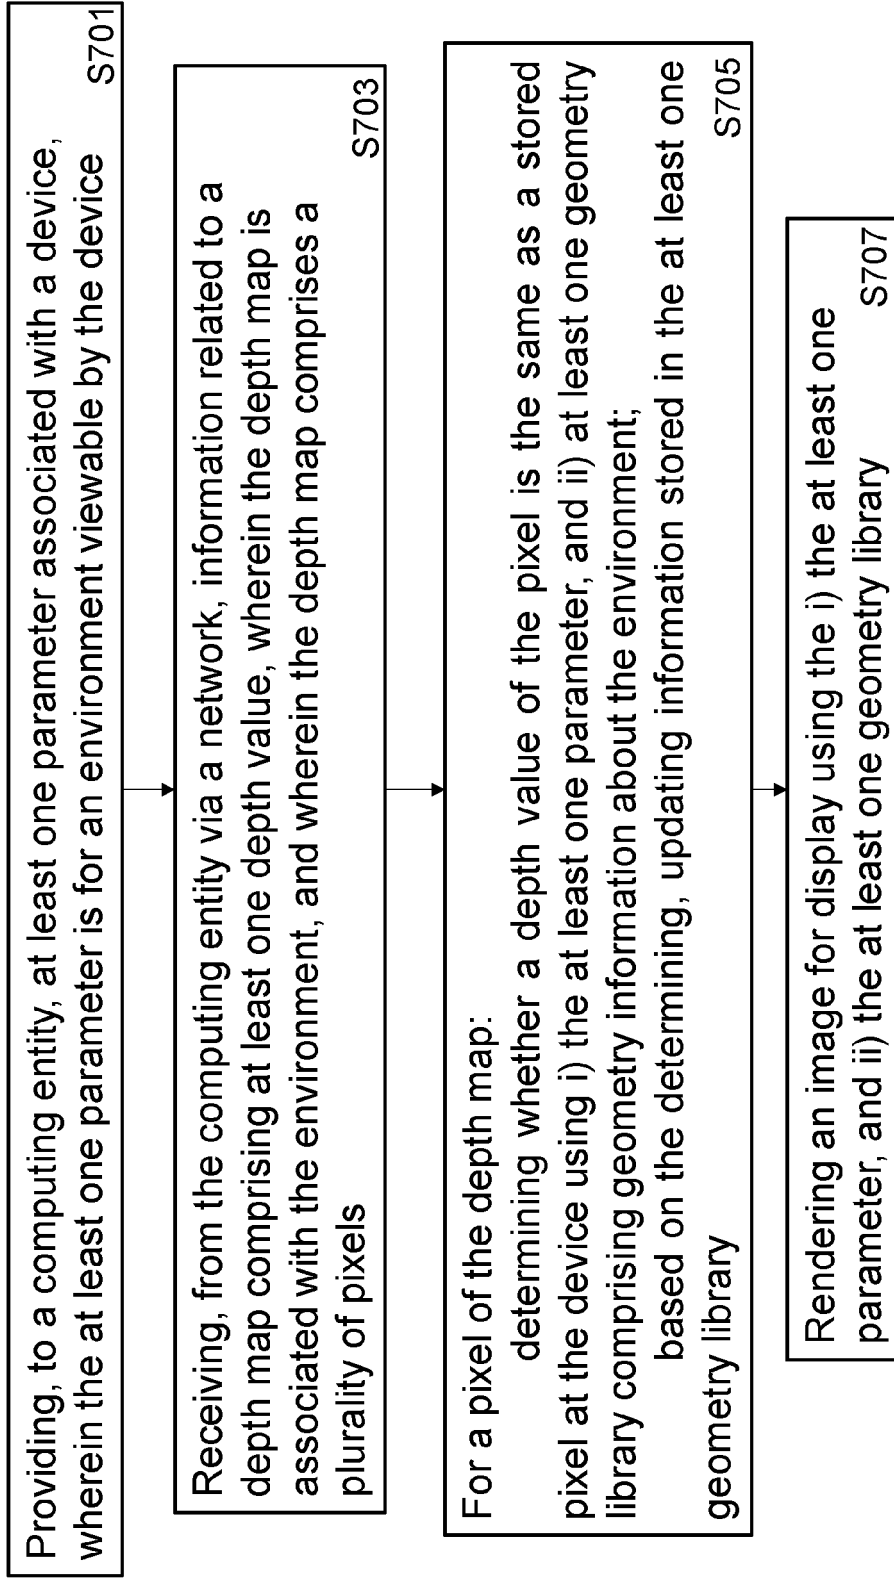 Providing, to a computing entity, at least one parameter associated with a device,
wherein the at least one parameter is for an environment viewable by the device
S701
Receiving, from the computing entity via a network, information related to a
depth map comprising at least one depth value, wherein the depth map is
associated with the environment, and wherein the depth map comprises a
plurality of pixels
S703
For a pixel of the depth map:
determining whether a depth value of the pixel is the same as a stored
pixel at the device using i) the at least one parameter, and ii) at least one geometry
library comprising geometry information about the environment;
based on the determining, updating information stored in the at least one
geometry library
S705
Rendering an image for display using the i) the at least one
parameter, and ii) the at least one geometry library
S707